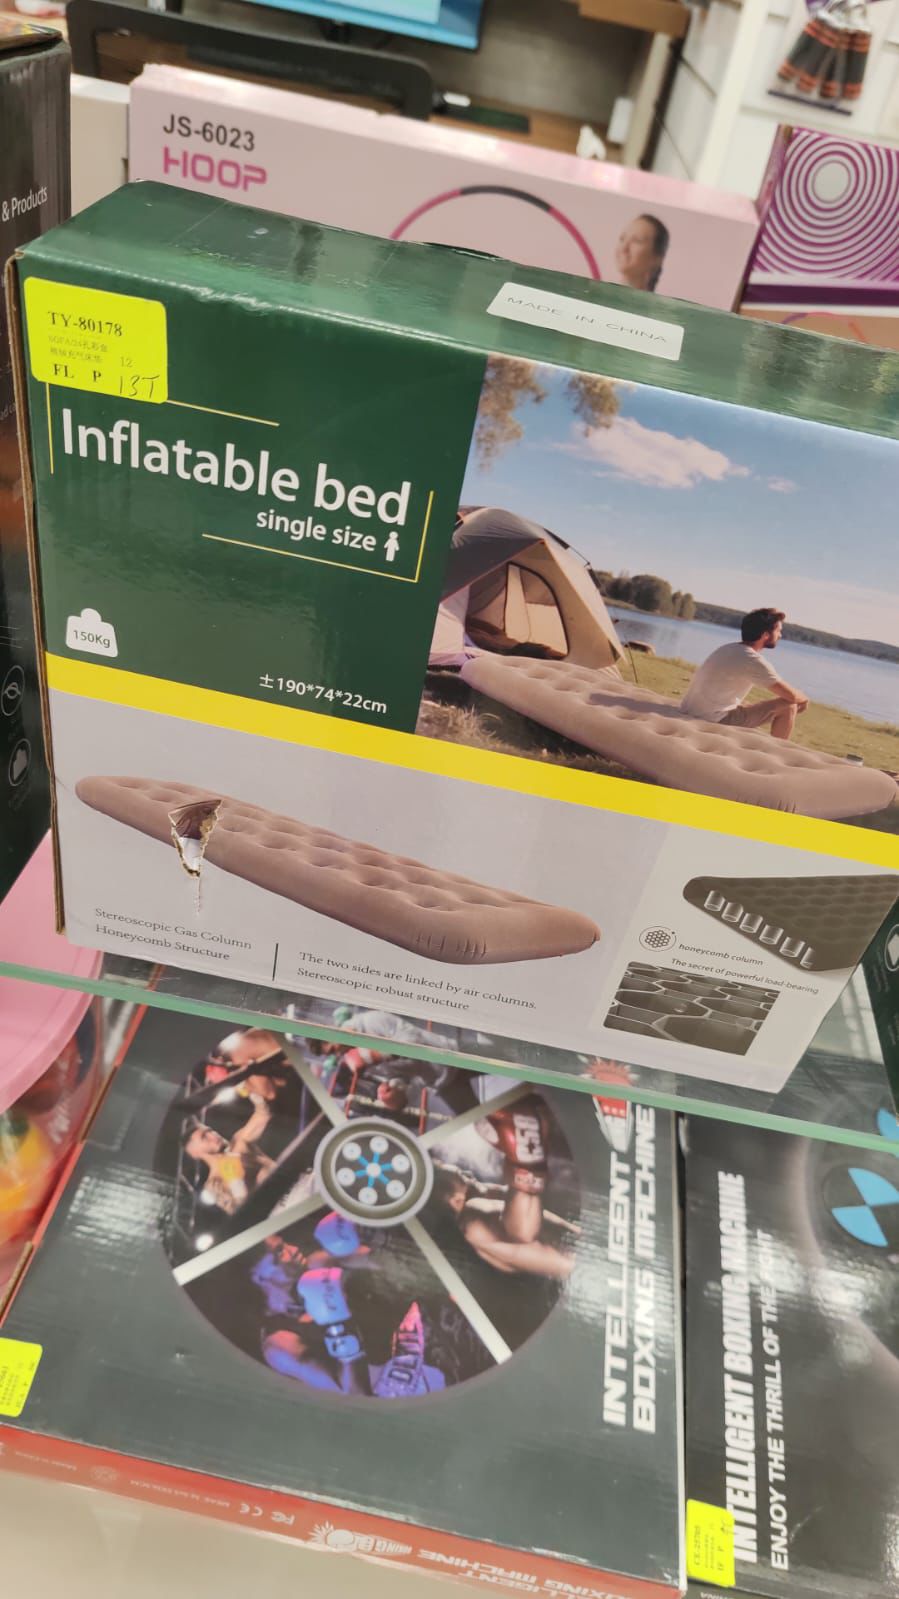 & Products
JS-6023
HOOP
MADE IN CHINA
TY-80178
12
FL P 13T
Inflatable bed
single size
150Kg
±190*74*22cm
Stereoscopic Gas Column
Honeycomb Structure
The two sides are linked by air columns.
Stereoscopic robust structure
honeycomb column
The secret of powerful load-bearing
INTELLIGENT
BOXING MACHINE
INTELLIGENT BOXING MACHINE
ENJOY THE THRILL OF THE FIGHT